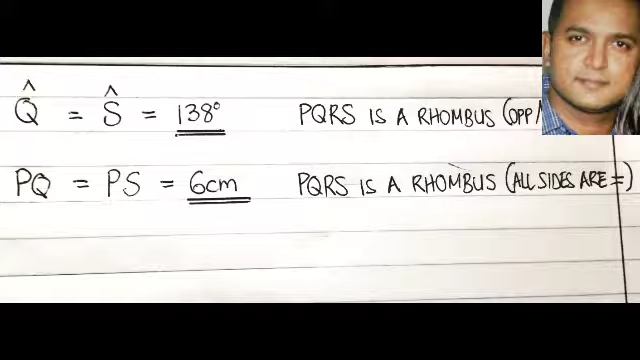 Q̂ = Ŝ = 138° PQRS IS A RHOMBUS (OPP
PQ = PS = 6cm PQRS IS A RHOMBUS (ALL SIDES ARE =)